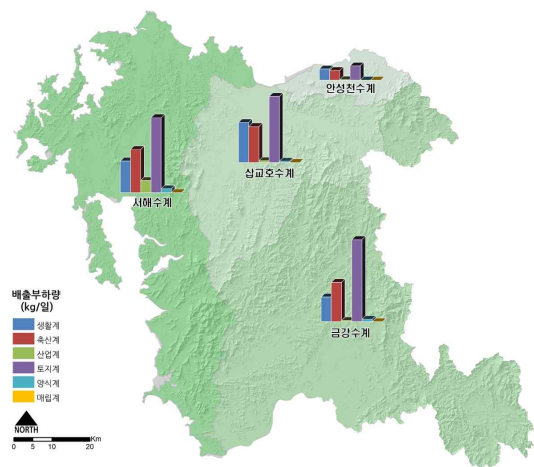 안성천수계
삽교호수계
서해수계
금강수계
배출부하량
(kg/일)
생활계
축산계
산업계
토지계
양식계
매립계
NORTH
0 5 10 20
Km